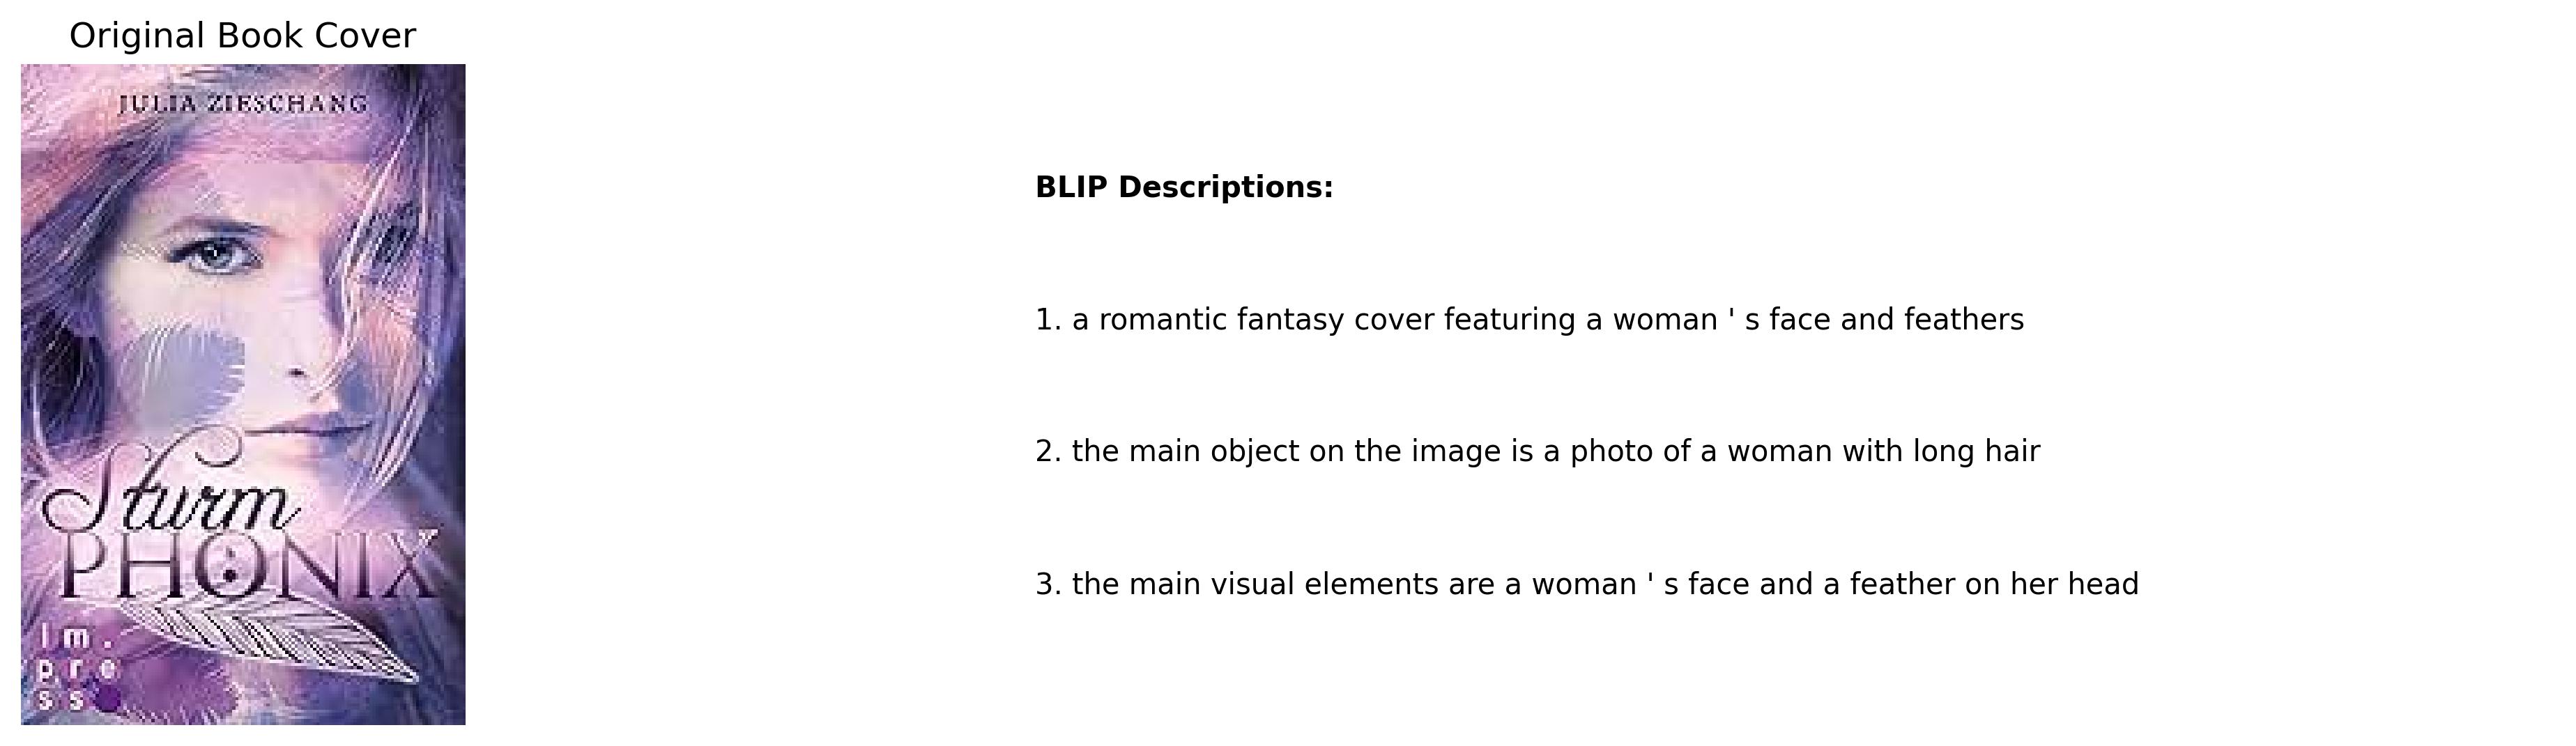 Original Book Cover
JULIA ZIESCHANG
Sturm
PHÖNIX
im.
pre
ss
BLIP Descriptions:
1. a romantic fantasy cover featuring a woman ' s face and feathers
2. the main object on the image is a photo of a woman with long hair
3. the main visual elements are a woman ' s face and a feather on her head